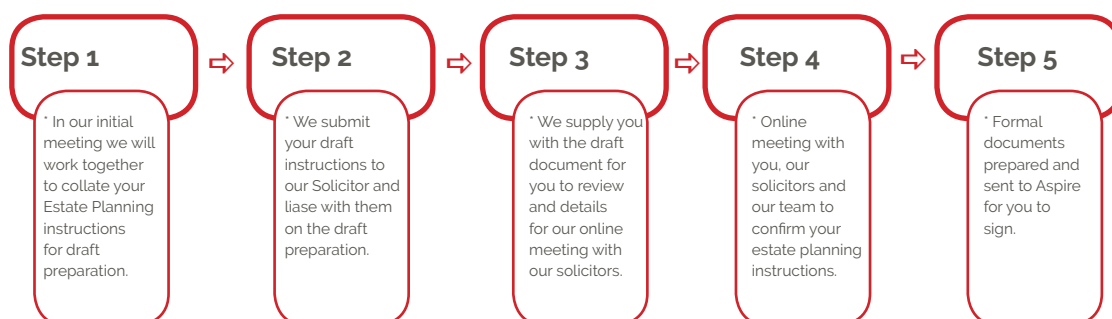 Step 1
* In our initial
meeting we will
work together
to collate your
Estate Planning
instructions
for draft
preparation.
Step 2
* We submit
your draft
instructions to
our Solicitor and
liase with them
on the draft
preparation.
Step 3
* We supply you
with the draft
document for
you to review
and details
for our online
meeting with
our solicitors.
Step 4
* Online
meeting with
you, our
solicitors and
our team to
confirm your
estate planning
instructions.
Step 5
* Formal
documents
prepared and
sent to Aspire
for you to
sign.